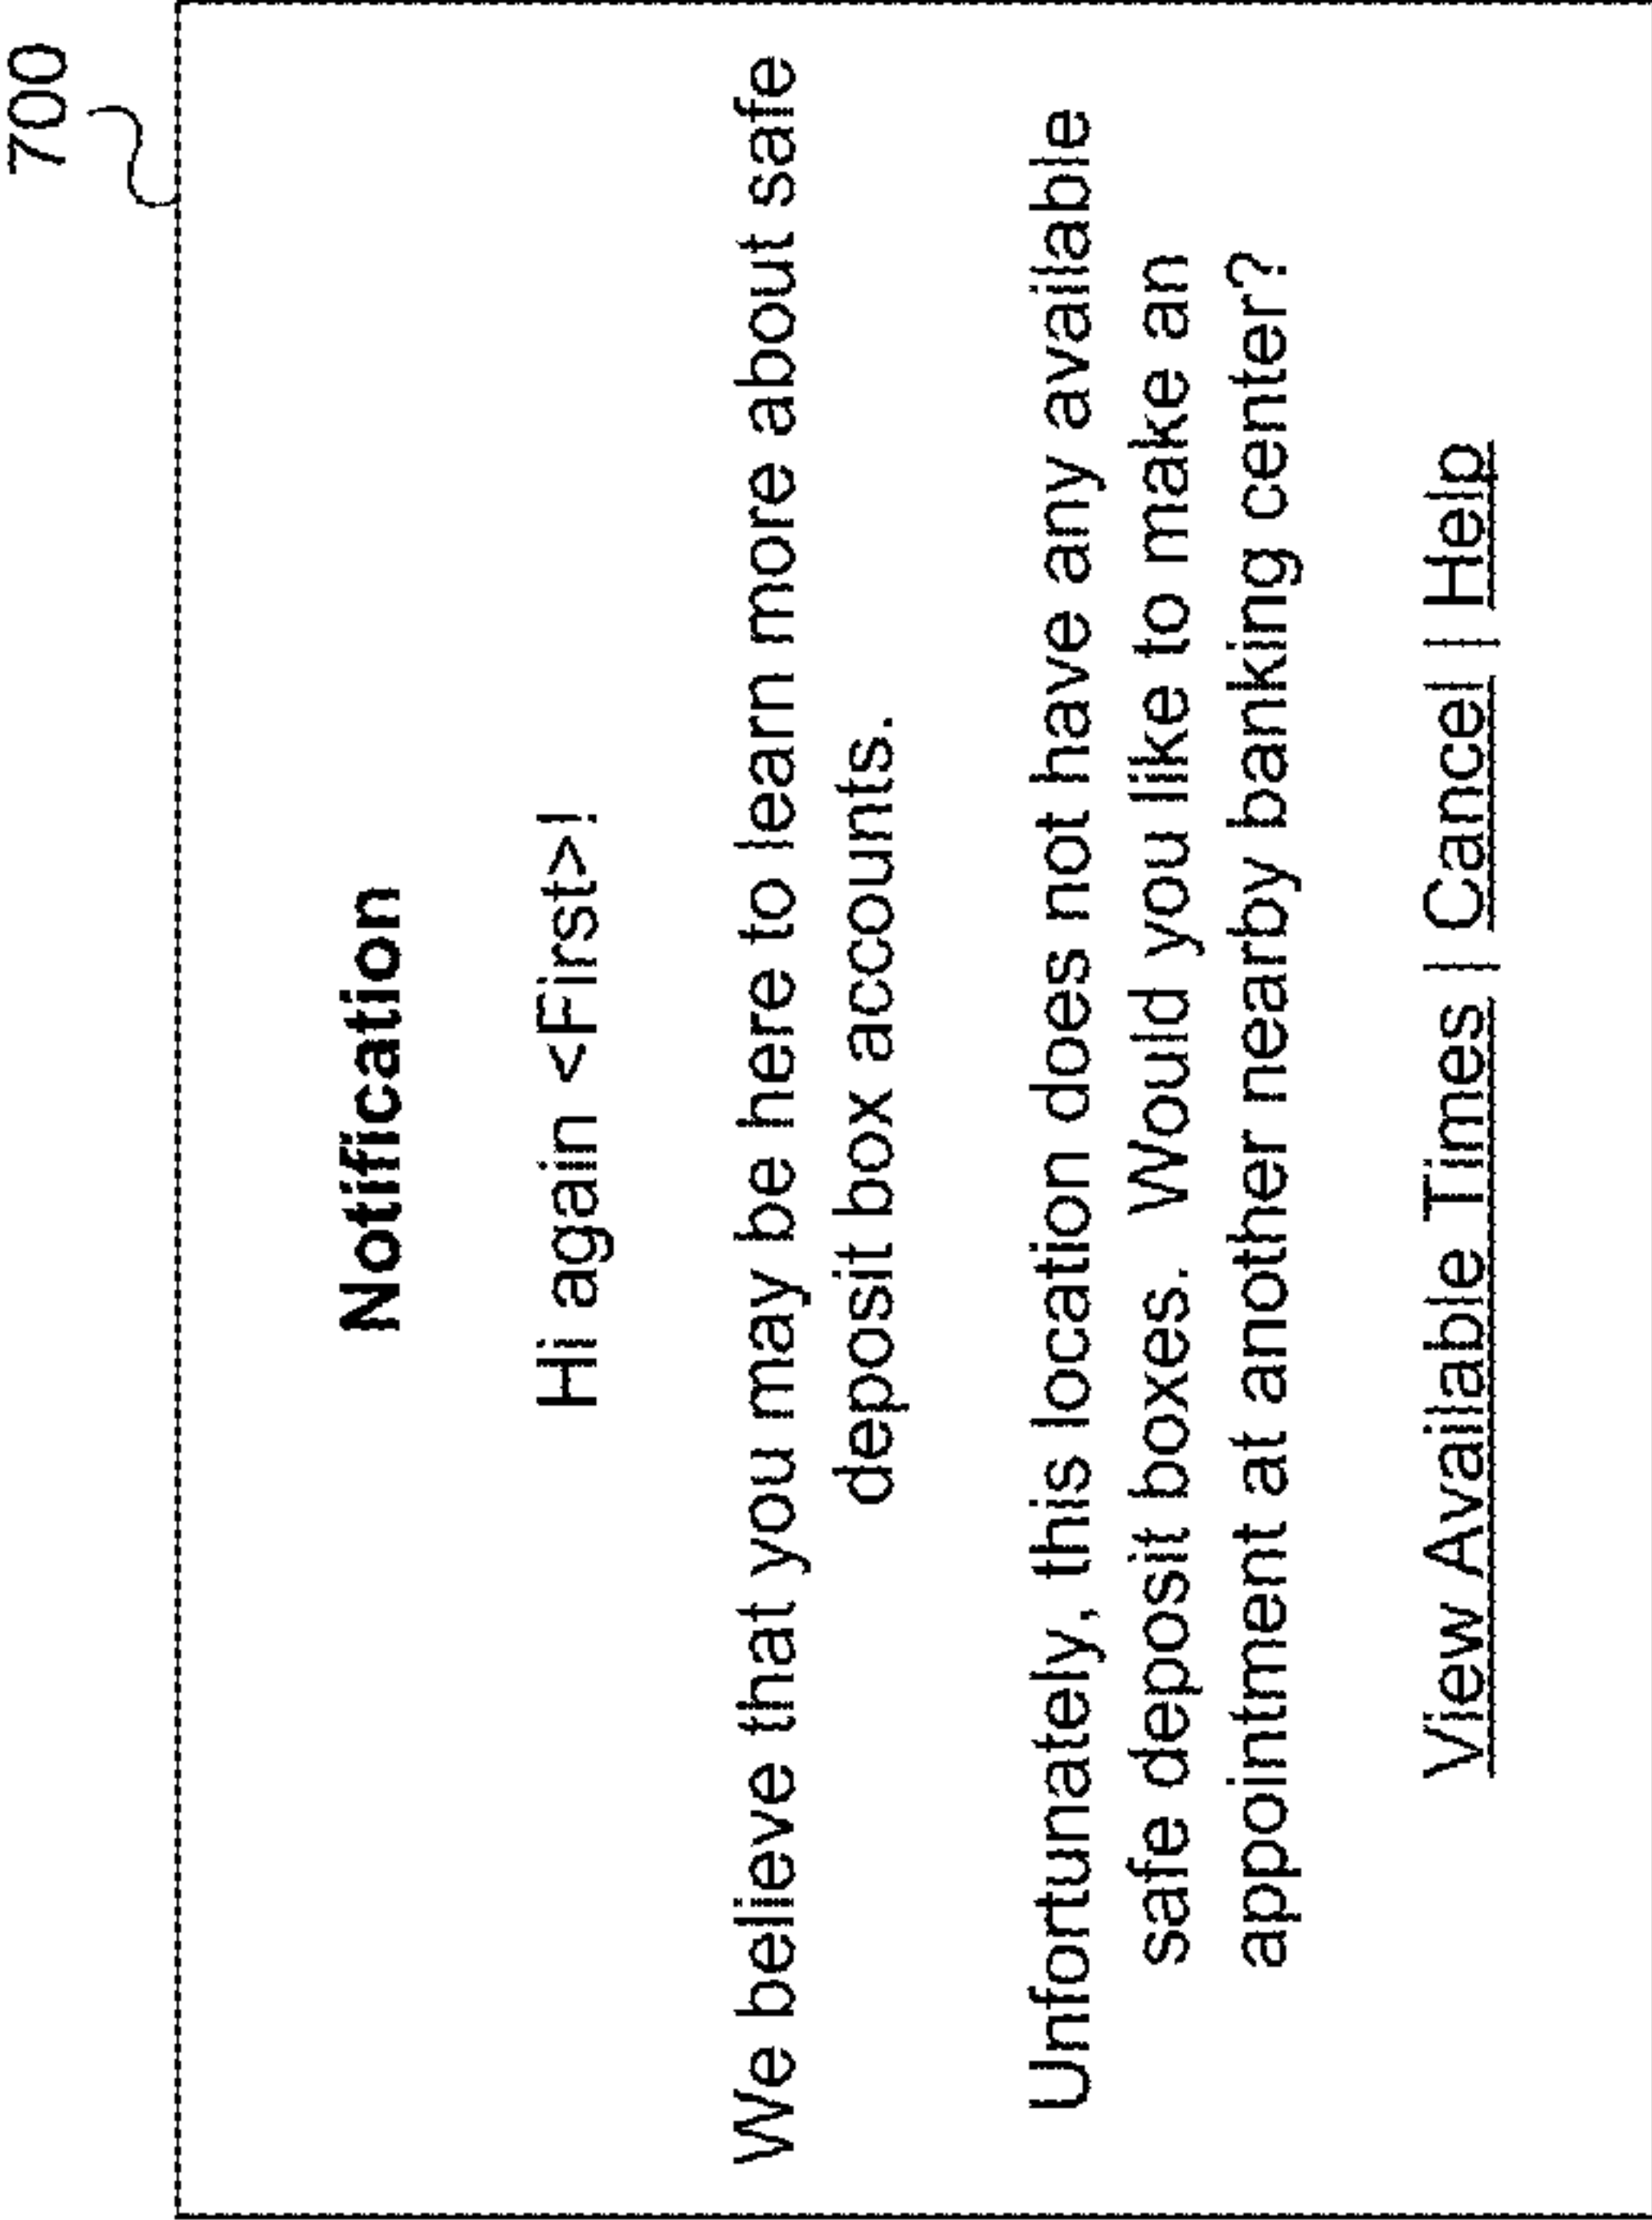 700
Notification
Hi again <First>!
We believe that you may be here to learn more about safe
deposit box accounts.
Unfortunately, this location does not have any available
safe deposit boxes. Would you like to make an
appointment at another nearby banking center?
View Available Times | Cancel | Help